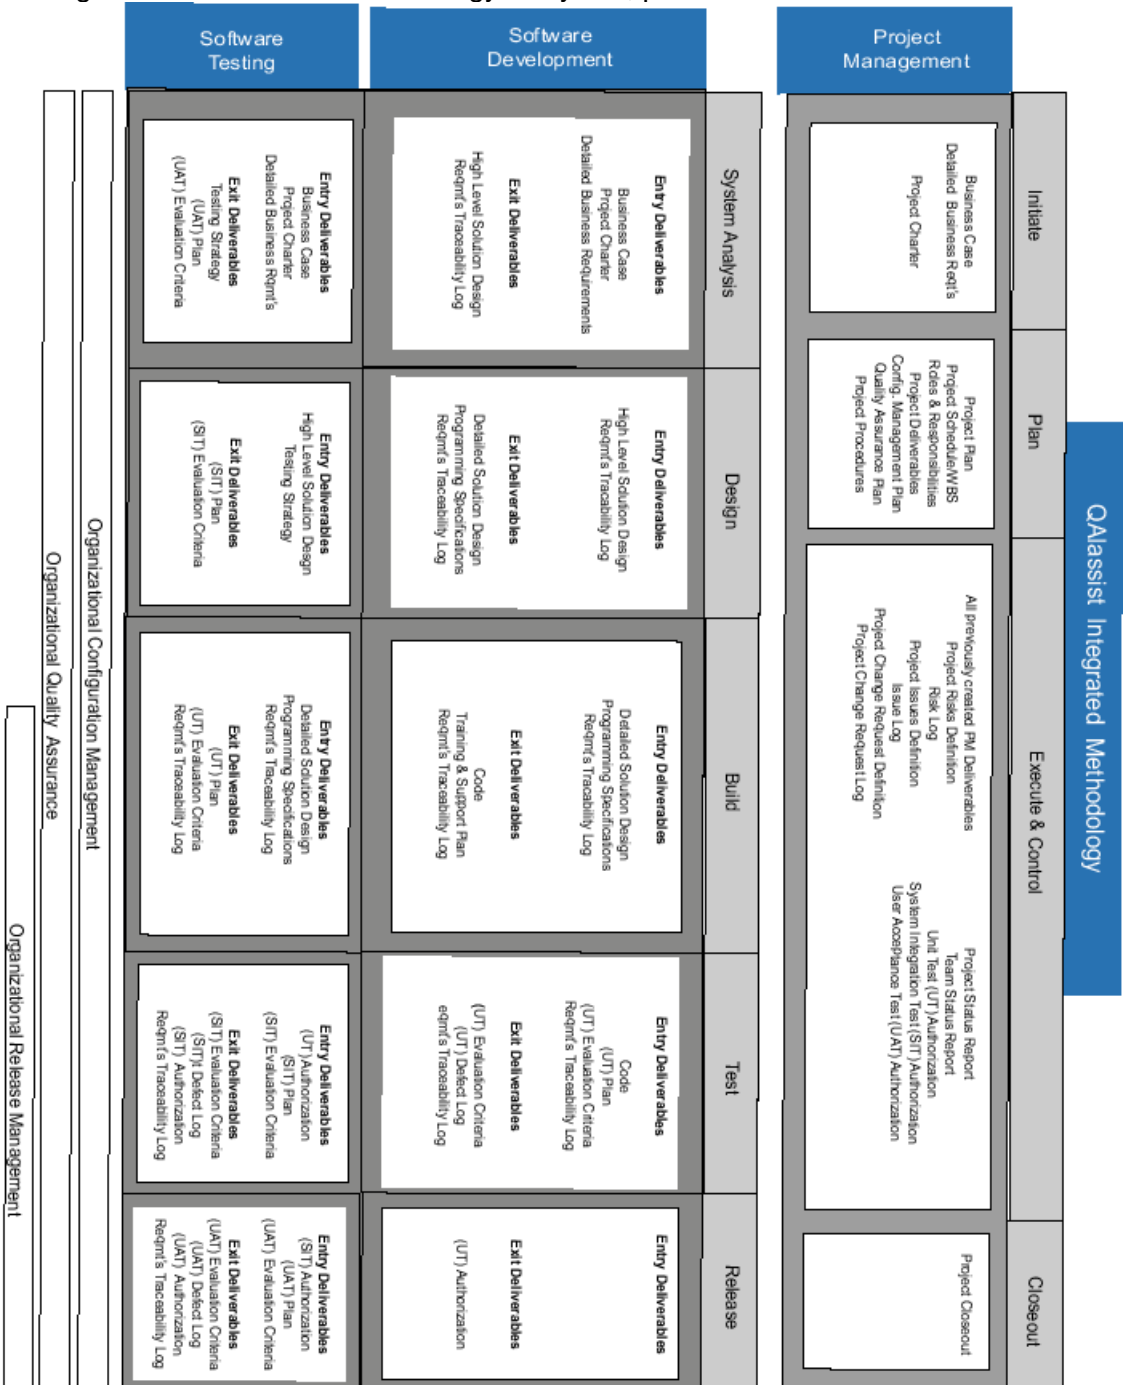 QAIassist Integrated Methodology
Project
Management
Initiate
Business Case
Detailed Business Reqt's
Project Charter
Plan
Project Plan
Project Schedule/WBS
Roles & Responsibilities
Project Deliverables
Config. Management Plan
Quality Assurance Plan
Project Procedures
Execute & Control
All previously created PM Deliverables
Project Risks Definition
Risk Log
Project Issues Definition
Issue Log
Project Change Request Definition
Project Change Request Log
Project Status Report
Team Status Report
Unit Test (UT) Authorization
System Integration Test (SIT) Authorization
User Acceptance Test (UAT) Authorization
Closeout
Project Closeout
Software
Development
System Analysis
Entry Deliverables
Business Case
Project Charter
Detailed Business Requirements
Exit Deliverables
High Level Solution Design
Reqmt's Traceability Log
Design
Entry Deliverables
High Level Solution Design
Reqmt's Tracability Log
Exit Deliverables
Detailed Solution Design
Programming Specifications
Reqmt's Traceability Log
Build
Entry Deliverables
Detailed Solution Design
Programming Specifications
Reqmt's Tracability Log
Exit Deliverables
Code
Training & Support Plan
Reqmt's Traceability Log
Test
Entry Deliverables
Code
(UT) Plan
(UT) Evaluation Criteria
Reqmt's Traceability Log
Exit Deliverables
(UT) Evaluation Criteria
(UT) Defect Log
eqmt's Traceability Log
Release
Entry Deliverables
Exit Deliverables
(UT) Authorization
Software
Testing
Entry Deliverables
Business Case
Project Charter
Detailed Business Rqmt's
Exit Deliverables
Testing Strategy
(UAT) Plan
(UAT) Evaluation Criteria
Entry Deliverables
High Level Solution Desgn
Testing Strategy
Exit Deliverables
(SIT) Plan
(SIT) Evaluation Criteria
Entry Deliverables
Detailed Solution Design
Programming Specifications
Reqmt's Traceability Log
Exit Deliverables
(UT) Plan
(UT) Evaluation Criteria
Reqmt's Traceability Log
Entry Deliverables
(UT) Authorization
(SIT) Plan
(SIT) Evaluation Criteria
Exit Deliverables
(SIT) Evaluation Criteria
(SIT)t Defect Log
(SIT) Authorization
Reqmt's Traceability Log
Entry Deliverables
(SIT) Authorization
(UAT) Plan
(UAT) Evaluation Criteria
Exit Deliverables
(UAT) Evaluation Criteria
(UAT) Defect Log
(UAT) Authorization
Reqmt's Traceability Log
Organizational Configuration Management
Organizational Quality Assurance
Organizational Release Management